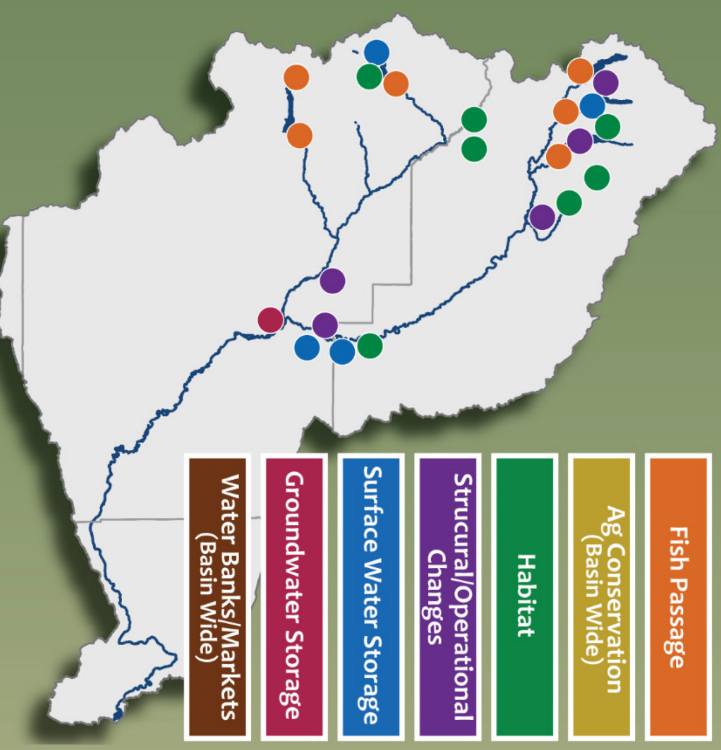 Fish Passage
Ag Conservation
(Basin Wide)
Habitat
Strucural/Operational
Changes
Surface Water Storage
Groundwater Storage
Water Banks/Markets
(Basin Wide)